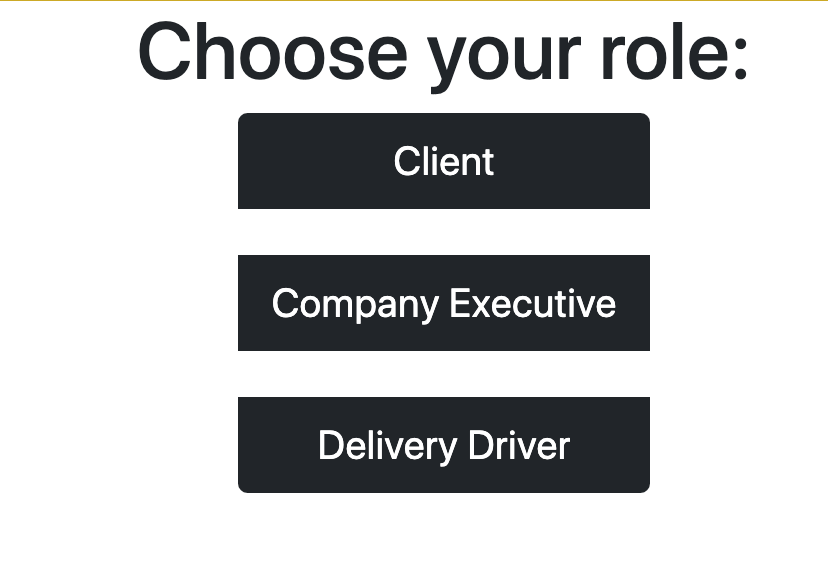 Choose your role:
Client
Company Executive
Delivery Driver